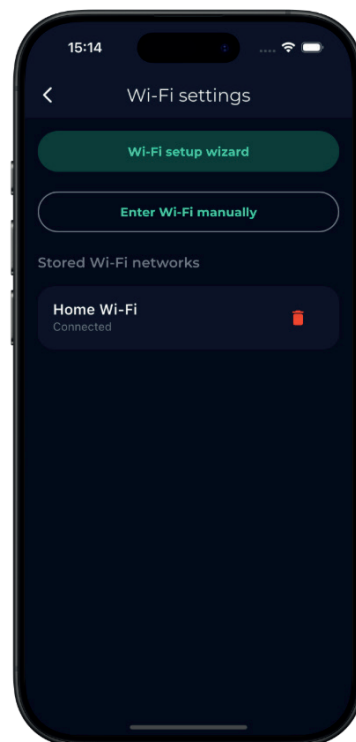 15:14
Wi-Fi settings
Wi-Fi setup wizard
Enter Wi-Fi manually
Stored Wi-Fi networks
Home Wi-Fi
Connected